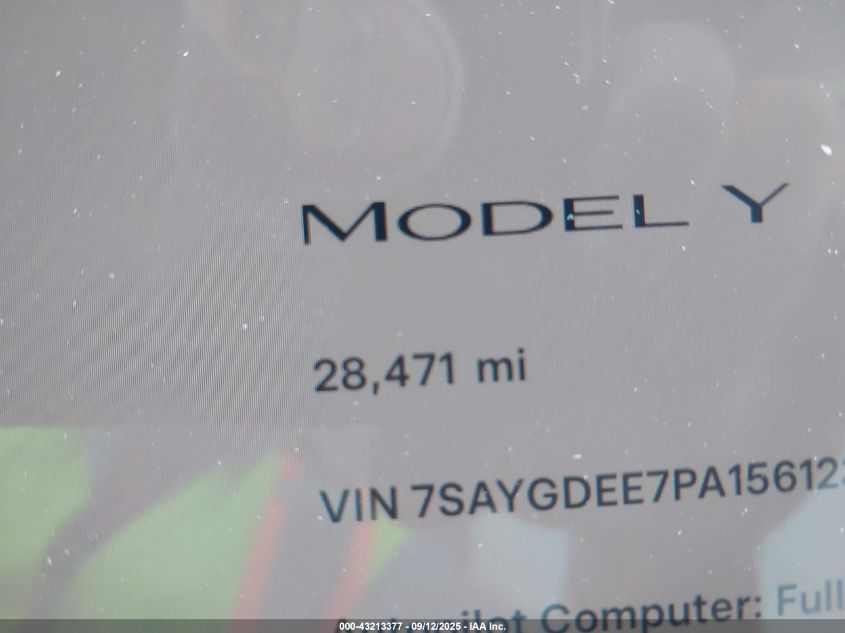 MODEL Y
28,471 mi
VIN 7SAYGDEE7PA15612
Computer: Full
000-43213377 - 09/12/2025 - IAA Inc.